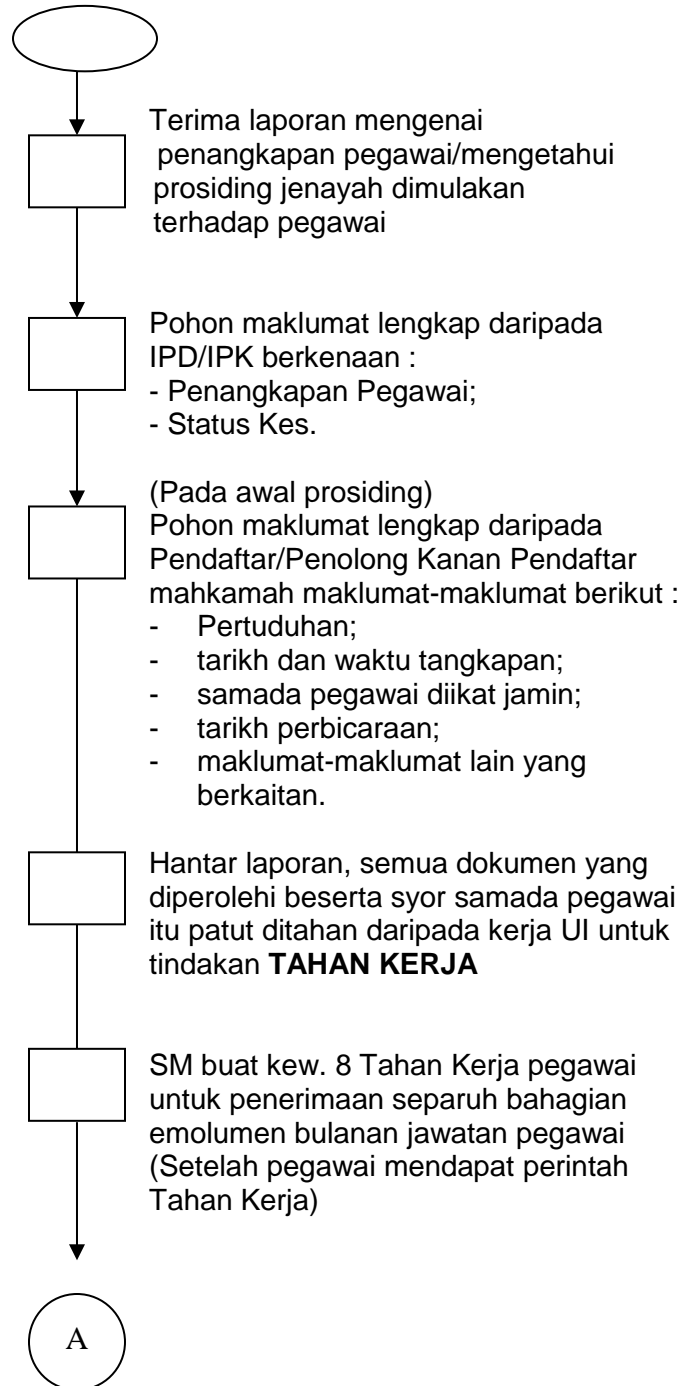 Terima laporan mengenai
penangkapan pegawai/mengetahui
prosiding jenayah dimulakan
terhadap pegawai
Pohon maklumat lengkap daripada
IPD/IPK berkenaan :
- Penangkapan Pegawai;
- Status Kes.
(Pada awal prosiding)
Pohon maklumat lengkap daripada
Pendaftar/Penolong Kanan Pendaftar
mahkamah maklumat-maklumat berikut :
- Pertuduhan;
- tarikh dan waktu tangkapan;
- samada pegawai diikat jamin;
- tarikh perbicaraan;
- maklumat-maklumat lain yang
berkaitan.
Hantar laporan, semua dokumen yang
diperolehi beserta syor samada pegawai
itu patut ditahan daripada kerja UI untuk
tindakan TAHAN KERJA
SM buat kew. 8 Tahan Kerja pegawai
untuk penerimaan separuh bahagian
emolumen bulanan jawatan pegawai
(Setelah pegawai mendapat perintah
Tahan Kerja)
A